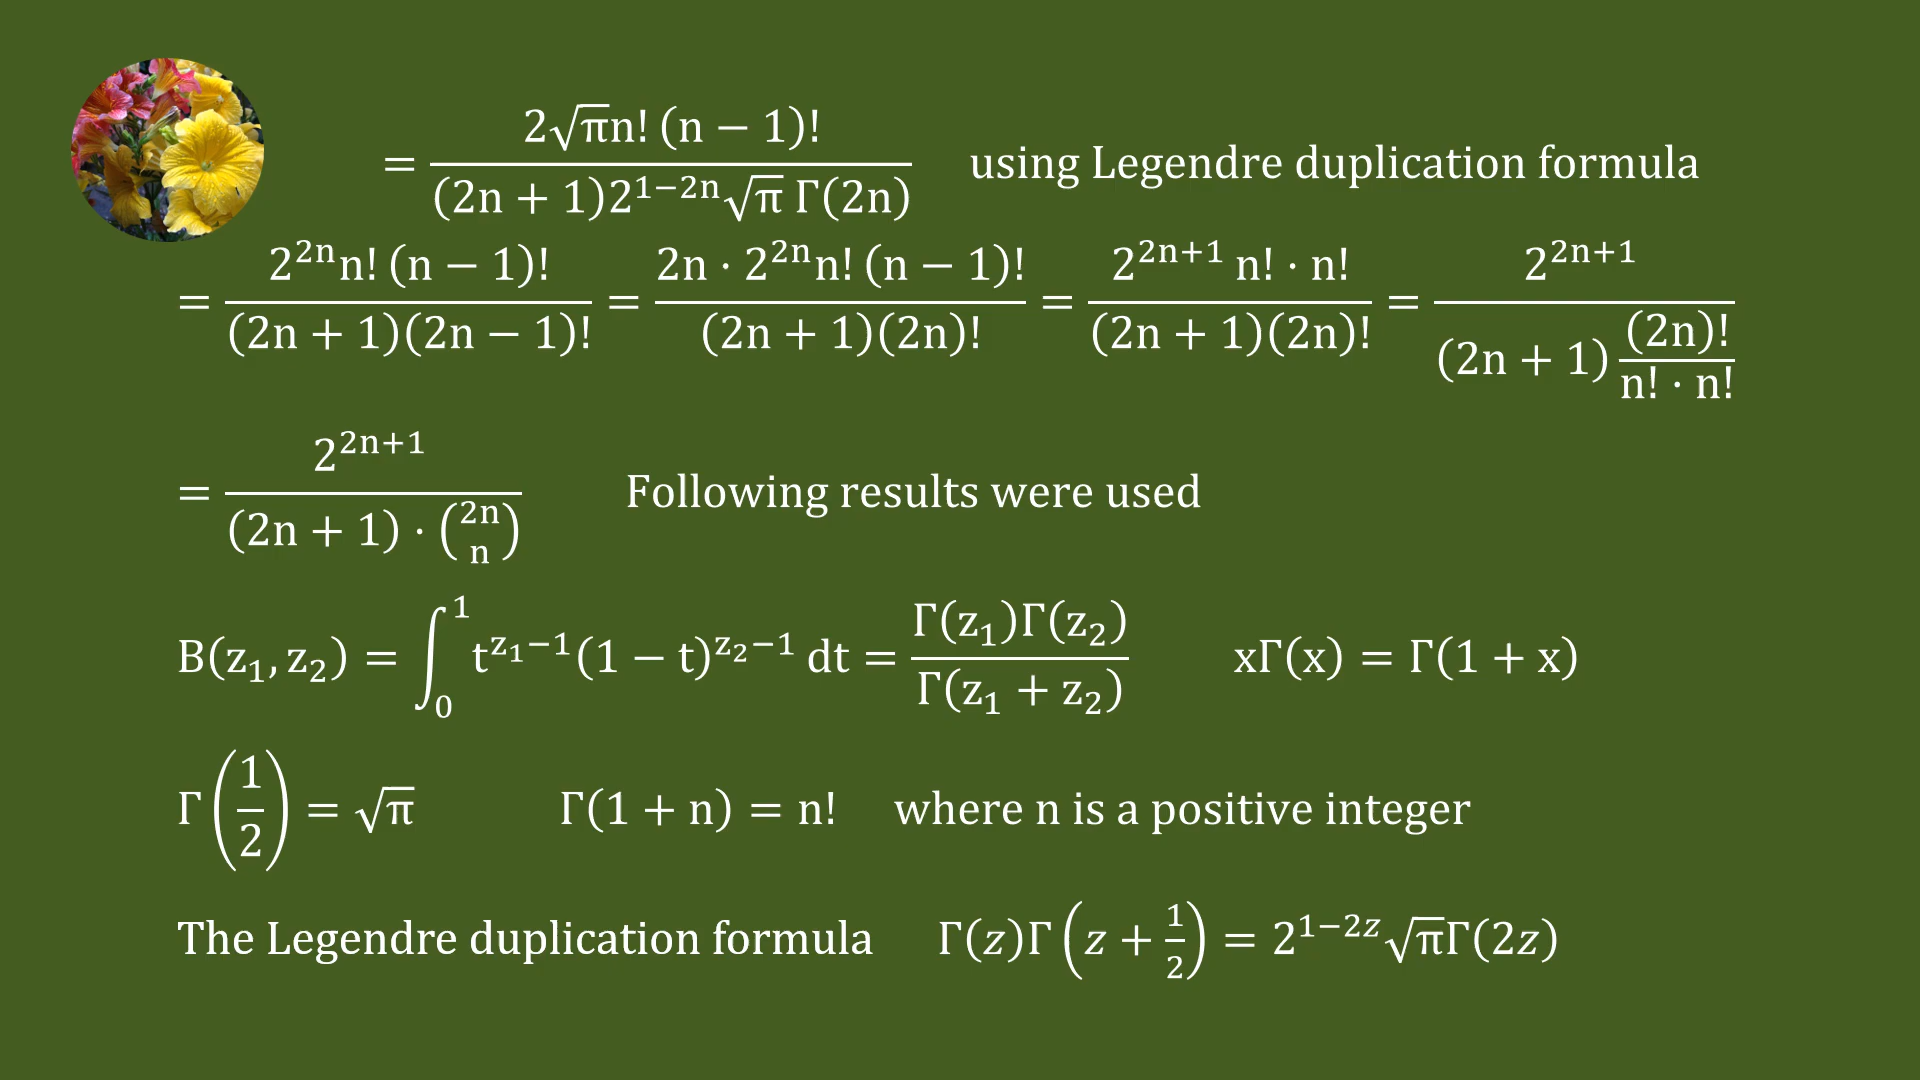 = 2√π n! (n − 1)! / (2n + 1)2^(1−2n)√π Γ(2n) using Legendre duplication formula
= 2^(2n) n! (n − 1)! / (2n + 1)(2n − 1)! = 2n · 2^(2n) n! (n − 1)! / (2n + 1)(2n)! = 2^(2n+1) n! · n! / (2n + 1)(2n)! = 2^(2n+1) / ((2n + 1) (2n)! / (n! · n!))
= 2^(2n+1) / ((2n + 1) · (2n n)) Following results were used
B(z₁, z₂) = ∫₀¹ t^(z₁−1)(1 − t)^(z₂−1) dt = Γ(z₁)Γ(z₂) / Γ(z₁ + z₂) xΓ(x) = Γ(1 + x)
Γ(1/2) = √π Γ(1 + n) = n! where n is a positive integer
The Legendre duplication formula Γ(z)Γ(z + 1/2) = 2^(1−2z)√πΓ(2z)